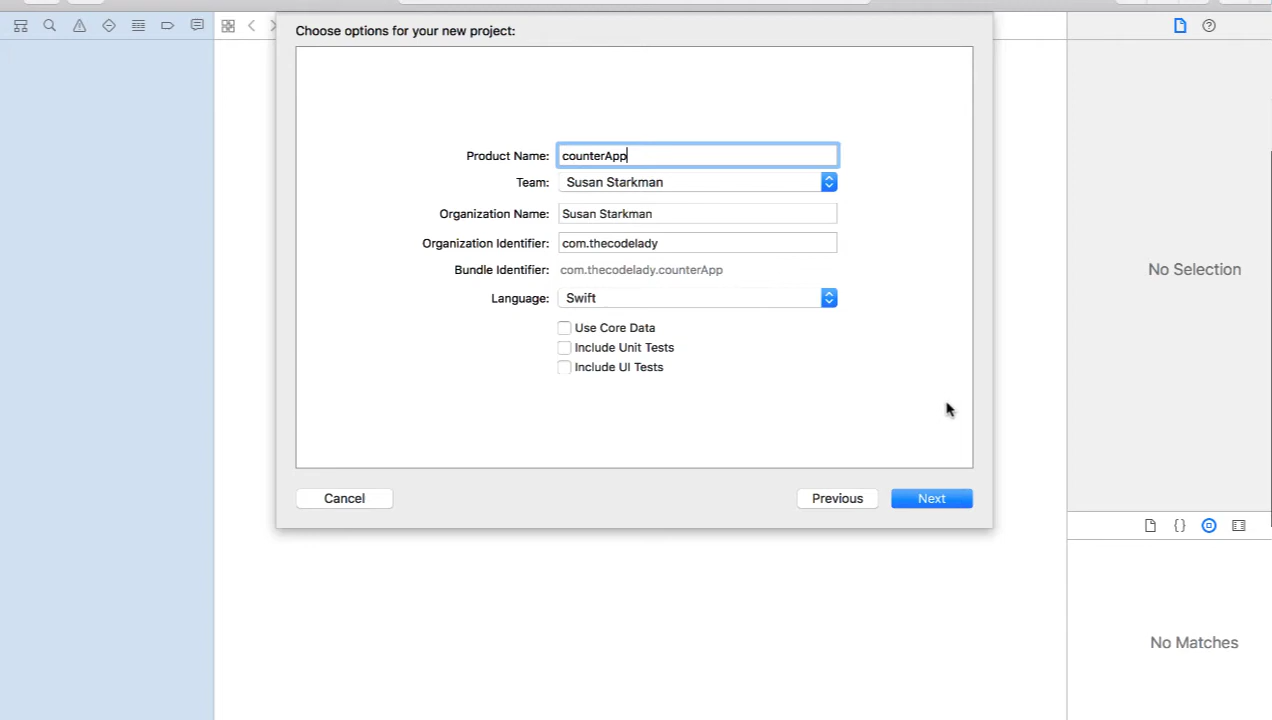 Choose options for your new project:
Product Name: counterApp
Team: Susan Starkman
Organization Name: Susan Starkman
Organization Identifier: com.thecodelady
Bundle Identifier: com.thecodelady.counterApp
Language: Swift
Use Core Data
Include Unit Tests
Include UI Tests
Cancel Previous Next
No Selection
No Matches